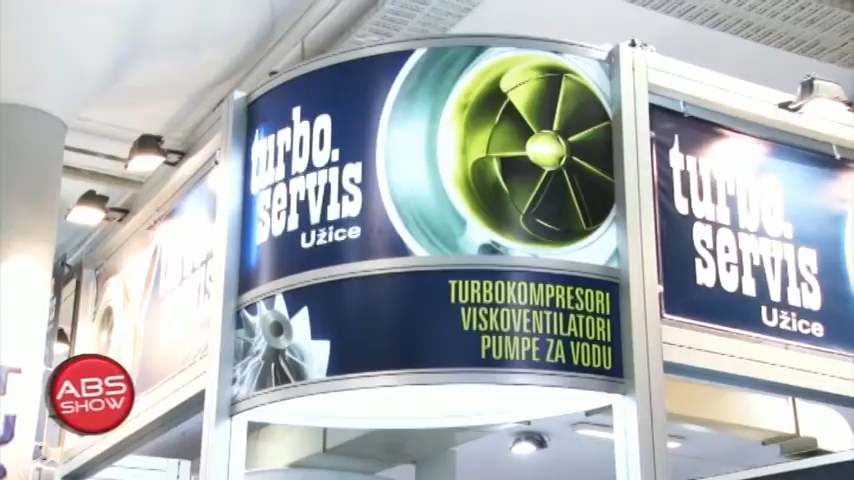 turbo.
servis
Užice
TURBOKOMPRESORI
VISKOVENTILATORI
PUMPE ZA VODU
turbo.
servis
Užice
ABS
SHOW